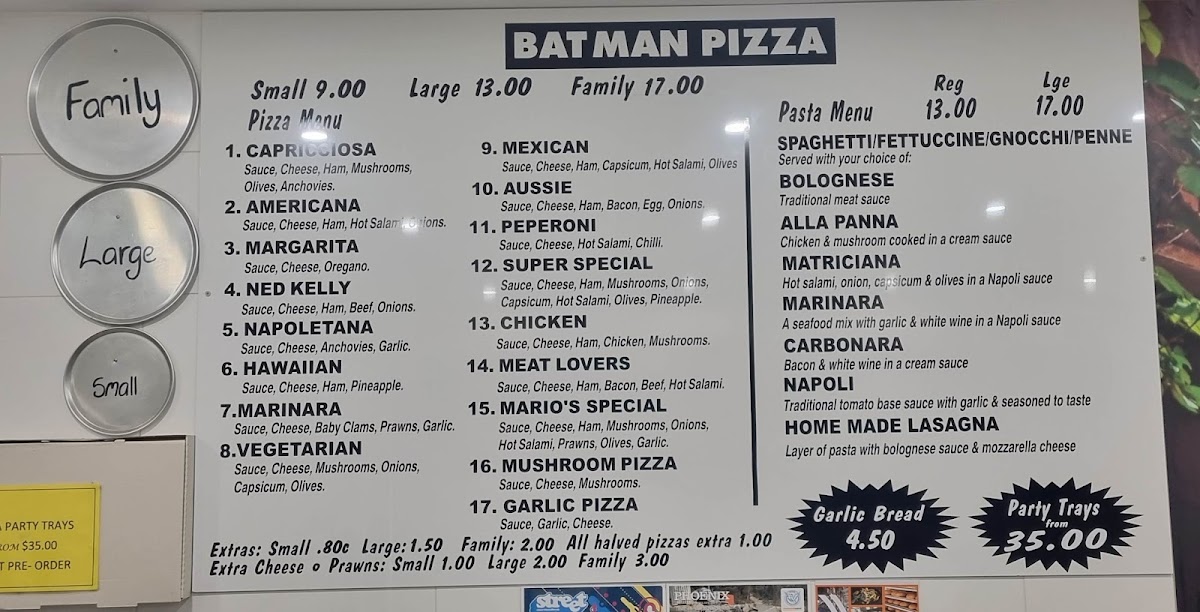 Family
Large
Small
A PARTY TRAYS
FROM $35.00
T PRE- ORDER
BATMAN PIZZA
Small 9.00 Large 13.00 Family 17.00
Pizza Menu
1. CAPRICCIOSA
Sauce, Cheese, Ham, Mushrooms,
Olives, Anchovies.
2. AMERICANA
Sauce, Cheese, Ham, Hot Salami, Onions.
3. MARGARITA
Sauce, Cheese, Oregano.
4. NED KELLY
Sauce, Cheese, Ham, Beef, Onions.
5. NAPOLETANA
Sauce, Cheese, Anchovies, Garlic.
6. HAWAIIAN
Sauce, Cheese, Ham, Pineapple.
7.MARINARA
Sauce, Cheese, Baby Clams, Prawns, Garlic.
8.VEGETARIAN
Sauce, Cheese, Mushrooms, Onions,
Capsicum, Olives.
9. MEXICAN
Sauce, Cheese, Ham, Capsicum, Hot Salami, Olives
10. AUSSIE
Sauce, Cheese, Ham, Bacon, Egg, Onions.
11. PEPERONI
Sauce, Cheese, Hot Salami, Chilli.
12. SUPER SPECIAL
Sauce, Cheese, Ham, Mushrooms, Onions,
Capsicum, Hot Salami, Olives, Pineapple.
13. CHICKEN
Sauce, Cheese, Ham, Chicken, Mushrooms.
14. MEAT LOVERS
Sauce, Cheese, Ham, Bacon, Beef, Hot Salami.
15. MARIO'S SPECIAL
Sauce, Cheese, Ham, Mushrooms, Onions,
Hot Salami, Prawns, Olives, Garlic.
16. MUSHROOM PIZZA
Sauce, Cheese, Mushrooms.
17. GARLIC PIZZA
Sauce, Garlic, Cheese.
Extras: Small .80c Large: 1.50 Family: 2.00 All halved pizzas extra 1.00
Extra Cheese o Prawns: Small 1.00 Large 2.00 Family 3.00
Reg Lge
Pasta Menu 13.00 17.00
SPAGHETTI/FETTUCCINE/GNOCCHI/PENNE
Served with your choice of:
BOLOGNESE
Traditional meat sauce
ALLA PANNA
Chicken & mushroom cooked in a cream sauce
MATRICIANA
Hot salami, onion, capsicum & olives in a Napoli sauce
MARINARA
A seafood mix with garlic & white wine in a Napoli sauce
CARBONARA
Bacon & white wine in a cream sauce
NAPOLI
Traditional tomato base sauce with garlic & seasoned to taste
HOME MADE LASAGNA
Layer of pasta with bolognese sauce & mozzarella cheese
Garlic Bread
4.50
Party Trays
from
35.00
street
PHOENIX